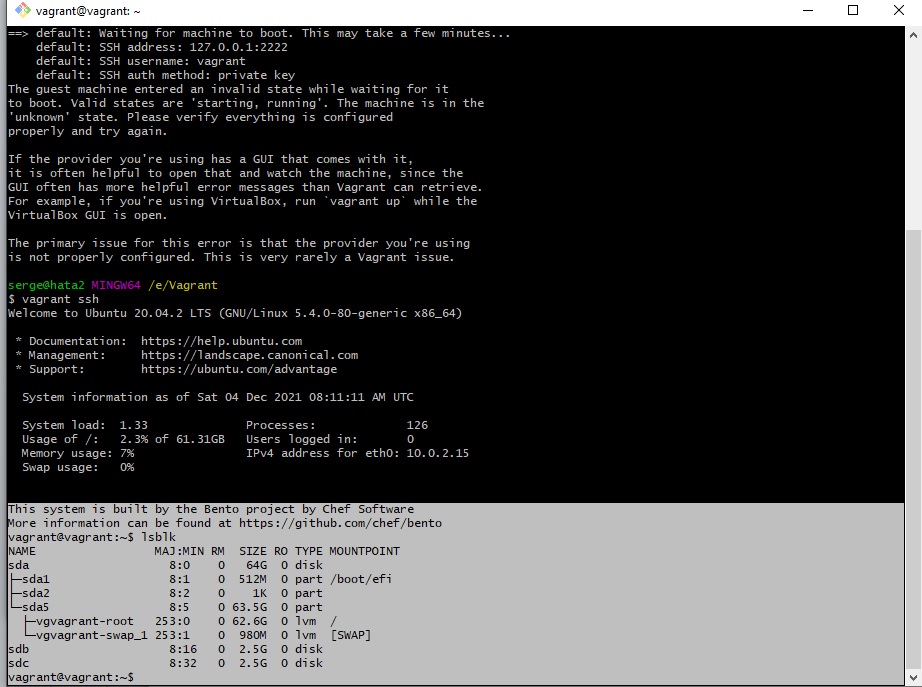 vagrant@vagrant: ~
==> default: Waiting for machine to boot. This may take a few minutes...
    default: SSH address: 127.0.0.1:2222
    default: SSH username: vagrant
    default: SSH auth method: private key
The guest machine entered an invalid state while waiting for it
to boot. Valid states are 'starting, running'. The machine is in the
'unknown' state. Please verify everything is configured
properly and try again.

If the provider you're using has a GUI that comes with it,
it is often helpful to open that and watch the machine, since the
GUI often has more helpful error messages than Vagrant can retrieve.
For example, if you're using VirtualBox, run `vagrant up` while the
VirtualBox GUI is open.

The primary issue for this error is that the provider you're using
is not properly configured. This is very rarely a Vagrant issue.

serge@hata2 MINGW64 /e/Vagrant
$ vagrant ssh
Welcome to Ubuntu 20.04.2 LTS (GNU/Linux 5.4.0-80-generic x86_64)

 * Documentation:  https://help.ubuntu.com
 * Management:     https://landscape.canonical.com
 * Support:        https://ubuntu.com/advantage

  System information as of Sat 04 Dec 2021 08:11:11 AM UTC

  System load:  1.33              Processes:             126
  Usage of /:   2.3% of 61.31GB   Users logged in:       0
  Memory usage: 7%                IPv4 address for eth0: 10.0.2.15
  Swap usage:   0%

This system is built by the Bento project by Chef Software
More information can be found at https://github.com/chef/bento
vagrant@vagrant:~$ lsblk
NAME                 MAJ:MIN RM  SIZE RO TYPE MOUNTPOINT
sda                    8:0    0   64G  0 disk
├─sda1                 8:1    0  512M  0 part /boot/efi
├─sda2                 8:2    0    1K  0 part
└─sda5                 8:5    0 63.5G  0 part
  ├─vgvagrant-root   253:0    0 62.6G  0 lvm  /
  └─vgvagrant-swap_1 253:1    0  980M  0 lvm  [SWAP]
sdb                    8:16   0  2.5G  0 disk
sdc                    8:32   0  2.5G  0 disk
vagrant@vagrant:~$